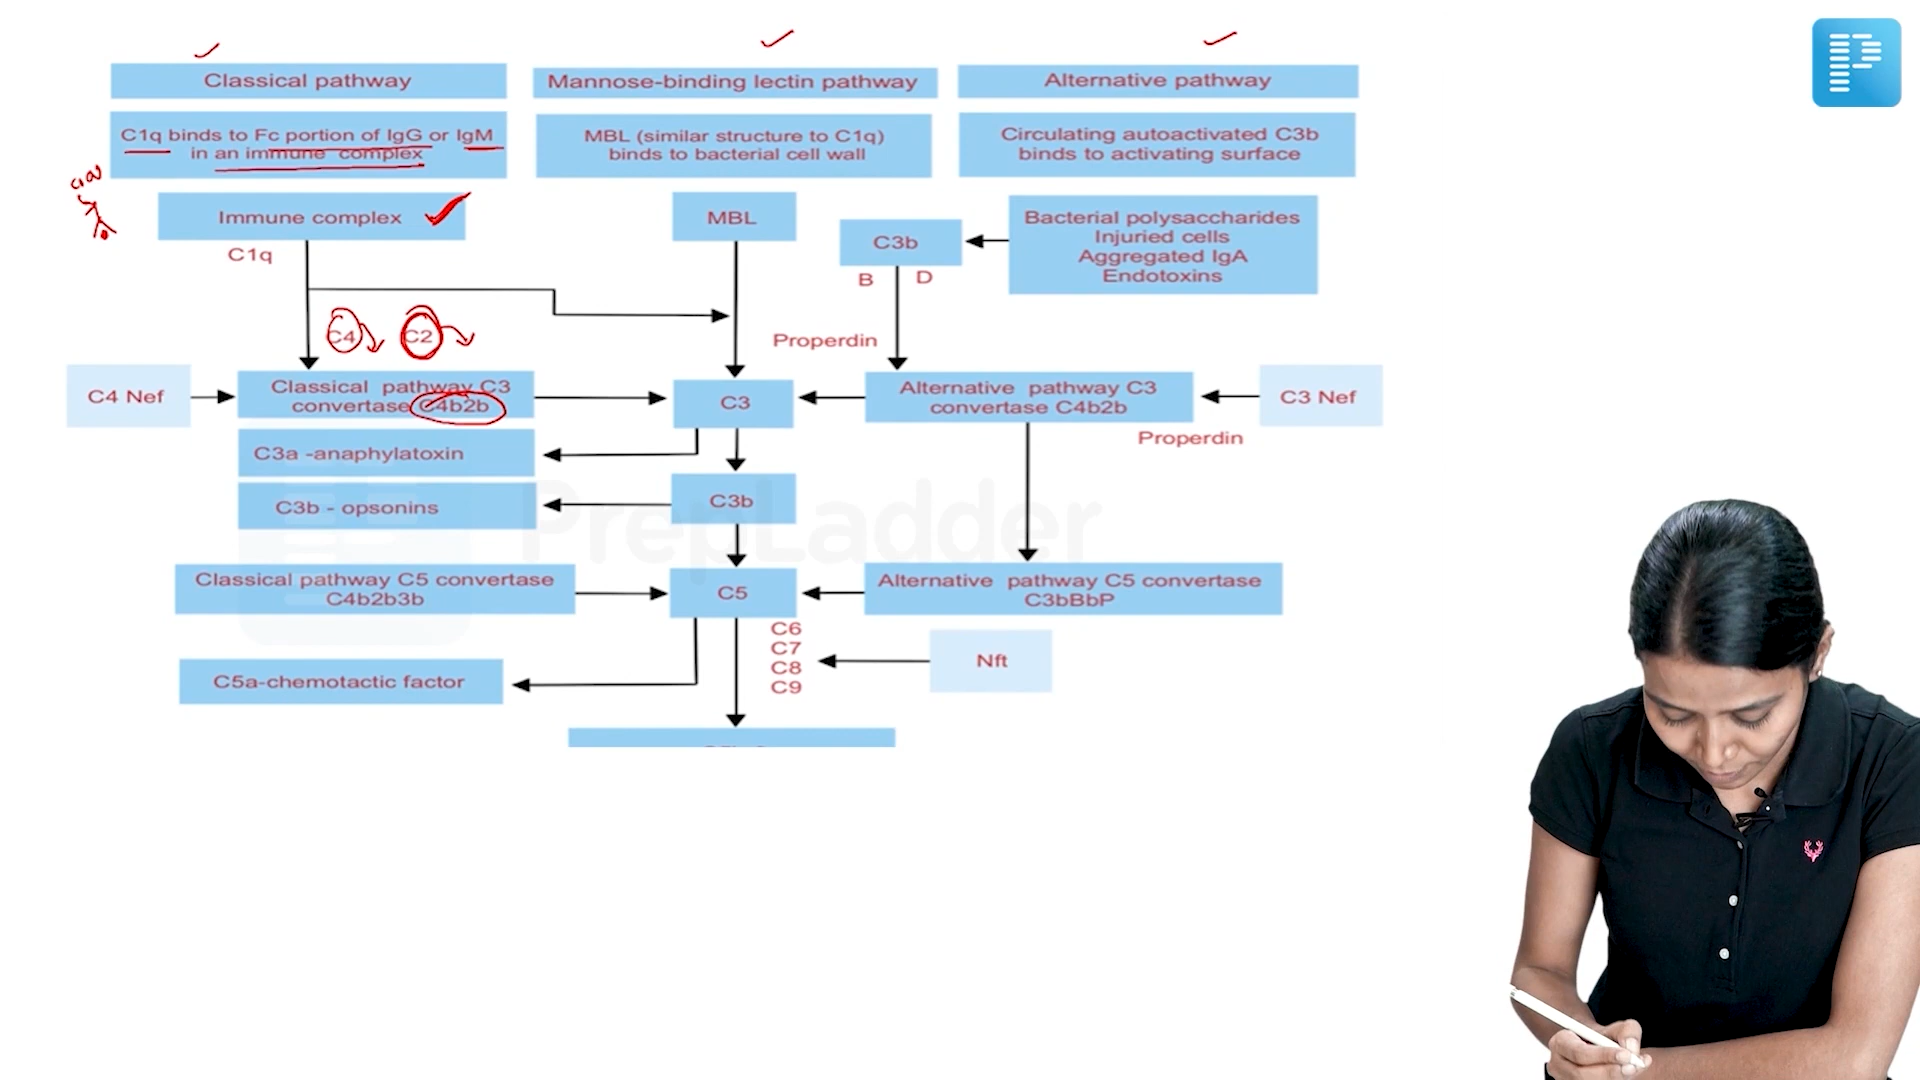 Classical pathway
Mannose-binding lectin pathway
Alternative pathway
C1q binds to Fc portion of IgG or IgM
in an immune complex
MBL (similar structure to C1q)
binds to bacterial cell wall
Circulating autoactivated C3b
binds to activating surface
Immune complex
MBL
C3b
Bacterial polysaccharides
Injuried cells
Aggregated IgA
Endotoxins
C1q
B
D
C4
C2
Properdin
C4 Nef
Classical pathway C3
convertase C4b2b
C3
Alternative pathway C3
convertase C4b2b
C3 Nef
Properdin
C3a -anaphylatoxin
C3b - opsonins
C3b
PrepLadder
Classical pathway C5 convertase
C4b2b3b
C5
Alternative pathway C5 convertase
C3bBbP
C6
C7
C8
C9
Nft
C5a-chemotactic factor